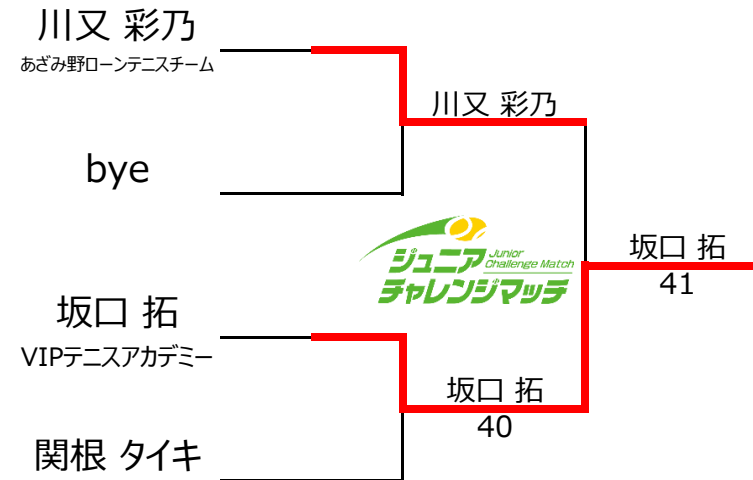 川又 彩乃
あざみ野ローンテニスチーム
川又 彩乃
bye
ジュニア Junior Challenge Match
チャレンジマッチ
坂口 拓
41
坂口 拓
VIPテニスアカデミー
坂口 拓
40
関根 タイキ